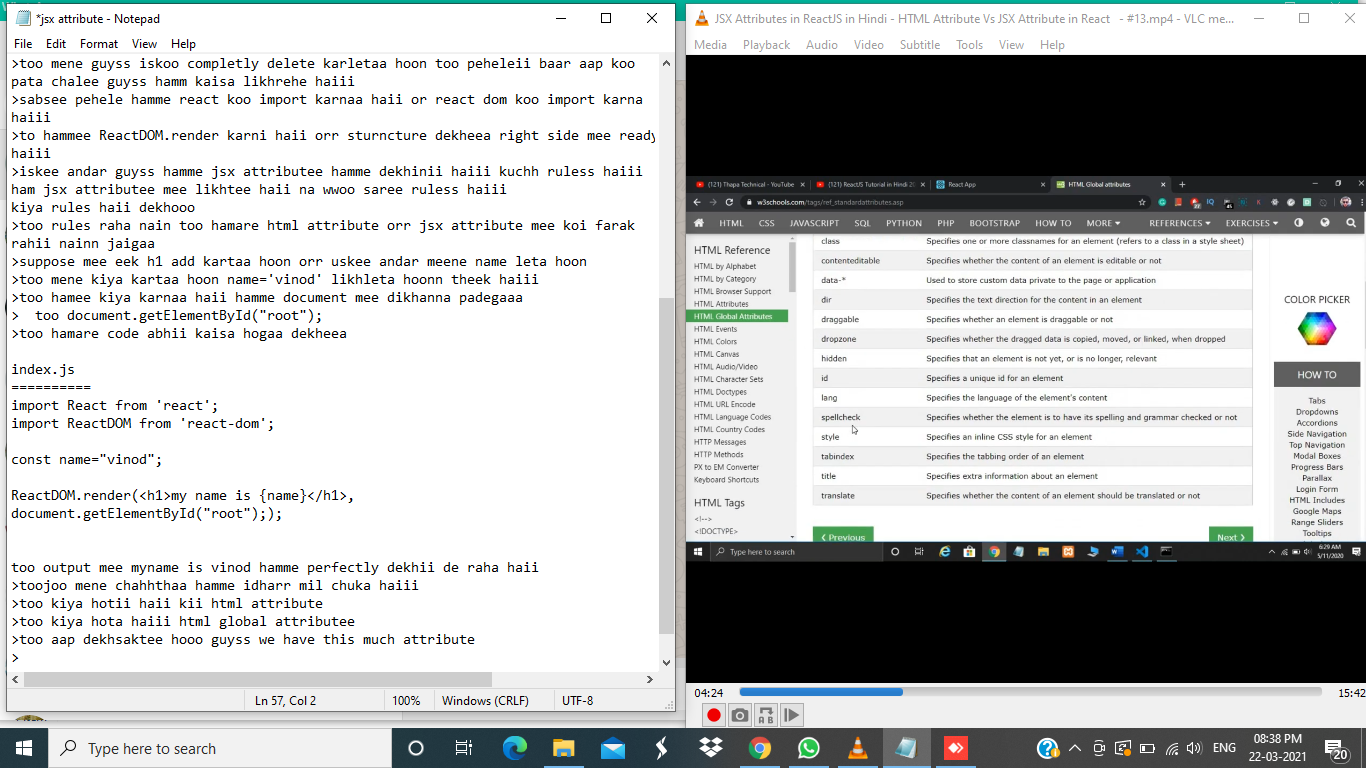 *jsx attribute - Notepad
File Edit Format View Help
>too mene guyss iskoo completly delete karletaa hoon too peheleii baar aap koo
pata chalee guyss hamm kaisa likhrehe haiii
>sabsee pehele hamme react koo import karnaa haii or react dom koo import karna
haiii
>to hammee ReactDOM.render karni haii orr sturncture dekheea right side mee ready
haiii
>iskee andar guyss hamme jsx attributee hamme dekhinii haiii kuchh ruless haiii
ham jsx attributee mee likhtee haii na wwoo saree ruless haiii
kiya rules haii dekhooo
>too rules raha nain too hamare html attribute orr jsx attribute mee koi farak
rahii nainn jaigaa
>suppose mee eek h1 add kartaa hoon orr uskee andar meene name leta hoon
>too mene kiya kartaa hoon name='vinod' likhleta hoonn theek haiii
>too hamee kiya karnaa haii hamme document mee dikhanna padegaaa
>  too document.getElementById("root");
>too hamare code abhii kaisa hogaa dekheea
index.js
==========
import React from 'react';
import ReactDOM from 'react-dom';
const name="vinod";
ReactDOM.render(<h1>my name is {name}</h1>,
document.getElementById("root"););
too output mee myname is vinod hamme perfectly dekhii de raha haii
>toojoo mene chahhthaa hamme idharr mil chuka haiii
>too kiya hotii haii kii html attribute
>too kiya hota haiii html global attributee
>too aap dekhsaktee hooo guyss we have this much attribute
>
Ln 57, Col 2 100% Windows (CRLF) UTF-8
JSX Attributes in ReactJS in Hindi - HTML Attribute Vs JSX Attribute in React - #13.mp4 - VLC me...
Media Playback Audio Video Subtitle Tools View Help
(121) Thapa Technical - YouTube (121) ReactJS Tutorial in Hindi 2 React App HTML Global attributes
w3schools.com/tags/ref_standardattributes.asp
HTML CSS JAVASCRIPT SQL PYTHON PHP BOOTSTRAP HOW TO MORE REFERENCES EXERCISES
HTML Reference
HTML by Alphabet
HTML by Category
HTML Browser Support
HTML Attributes
HTML Global Attributes
HTML Events
HTML Colors
HTML Canvas
HTML Audio/Video
HTML Character Sets
HTML Doctypes
HTML URL Encode
HTML Language Codes
HTML Country Codes
HTTP Messages
HTTP Methods
PX to EM Converter
Keyboard Shortcuts
HTML Tags
<!-->
<!DOCTYPE>
class Specifies one or more classnames for an element (refers to a class in a style sheet)
contenteditable Specifies whether the content of an element is editable or not
data-* Used to store custom data private to the page or application
dir Specifies the text direction for the content in an element
draggable Specifies whether an element is draggable or not
dropzone Specifies whether the dragged data is copied, moved, or linked, when dropped
hidden Specifies that an element is not yet, or is no longer, relevant
id Specifies a unique id for an element
lang Specifies the language of the element's content
spellcheck Specifies whether the element is to have its spelling and grammar checked or not
style Specifies an inline CSS style for an element
tabindex Specifies the tabbing order of an element
title Specifies extra information about an element
translate Specifies whether the content of an element should be translated or not
❮ Previous Next ❯
COLOR PICKER
HOW TO
Tabs
Dropdowns
Accordions
Side Navigation
Top Navigation
Modal Boxes
Progress Bars
Parallax
Login Form
HTML Includes
Google Maps
Range Sliders
Tooltips
Type here to search
6:29 AM
5/11/2020
04:24 15:42
Type here to search
ENG
08:38 PM
22-03-2021
20